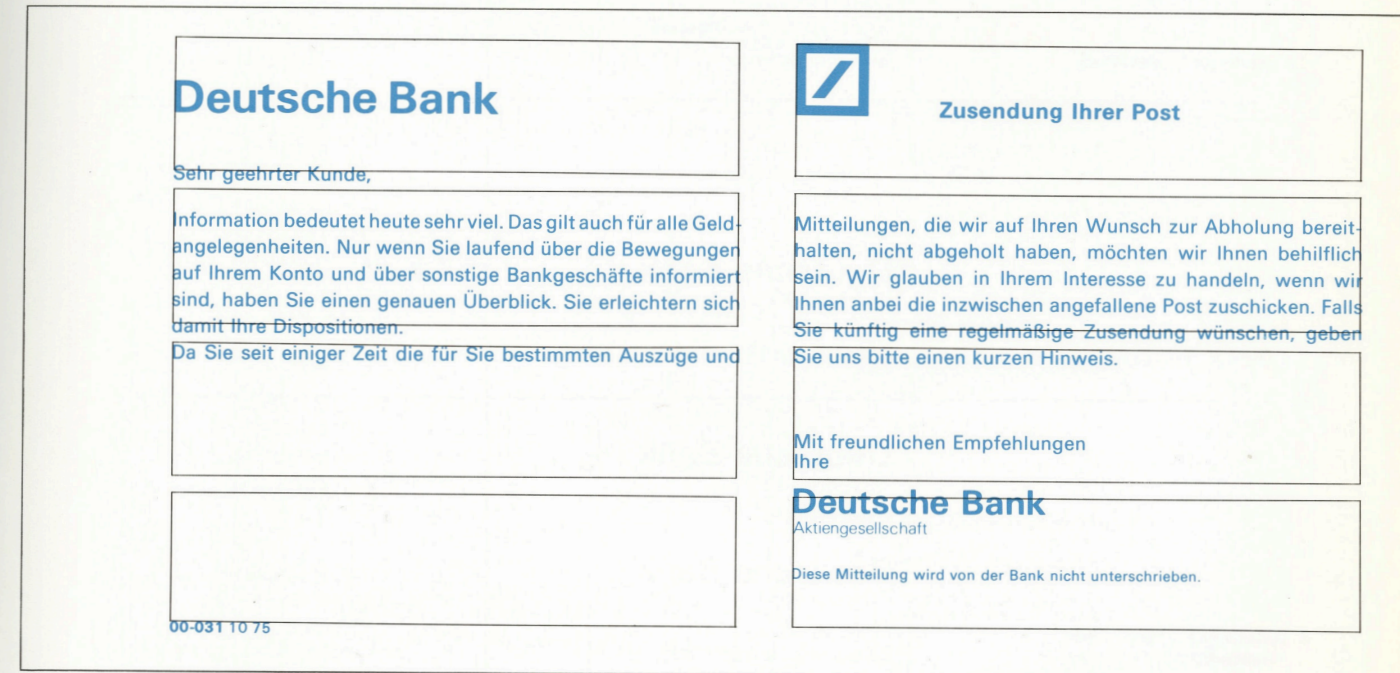 Deutsche Bank
Zusendung Ihrer Post
Sehr geehrter Kunde,
Information bedeutet heute sehr viel. Das gilt auch für alle Geld-
angelegenheiten. Nur wenn Sie laufend über die Bewegungen
auf Ihrem Konto und über sonstige Bankgeschäfte informiert
sind, haben Sie einen genauen Überblick. Sie erleichtern sich
damit Ihre Dispositionen.
Da Sie seit einiger Zeit die für Sie bestimmten Auszüge und
Mitteilungen, die wir auf Ihren Wunsch zur Abholung bereit-
halten, nicht abgeholt haben, möchten wir Ihnen behilflich
sein. Wir glauben in Ihrem Interesse zu handeln, wenn wir
Ihnen anbei die inzwischen angefallene Post zuschicken. Falls
Sie künftig eine regelmäßige Zusendung wünschen, geben
Sie uns bitte einen kurzen Hinweis.
Mit freundlichen Empfehlungen
Ihre
Deutsche Bank
Aktiengesellschaft
Diese Mitteilung wird von der Bank nicht unterschrieben.
00-031 10 75